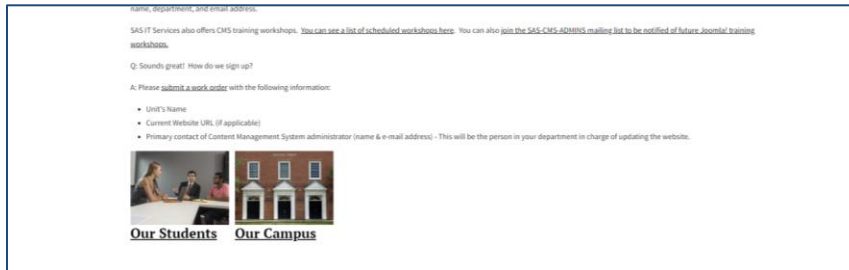 name, department, and email address.
SAS IT Services also offers CMS training workshops. You can see a list of scheduled workshops here. You can also join the SAS-CMS-ADMINS mailing list to be notified of future Joomla! training
workshops.
Q: Sounds great! How do we sign up?
A: Please submit a work order with the following information:
• Unit's Name
• Current Website URL (if applicable)
• Primary contact of Content Management System administrator (name & e-mail address) - This will be the person in your department in charge of updating the website.
Our Students Our Campus